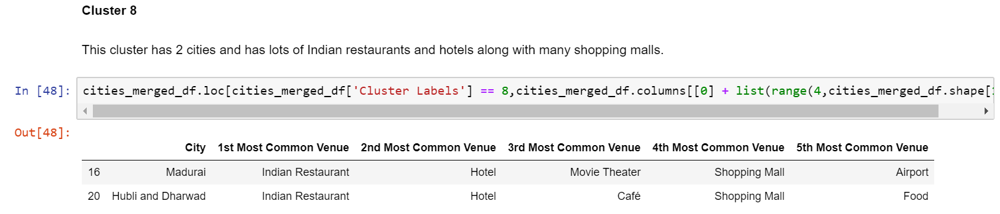 Cluster 8
This cluster has 2 cities and has lots of Indian restaurants and hotels along with many shopping malls.
In [48]: cities_merged_df.loc[cities_merged_df['Cluster Labels'] == 8,cities_merged_df.columns[[0] + list(range(4,cities_merged_df.shape[
Out[48]:
City 1st Most Common Venue 2nd Most Common Venue 3rd Most Common Venue 4th Most Common Venue 5th Most Common Venue
16 Madurai Indian Restaurant Hotel Movie Theater Shopping Mall Airport
20 Hubli and Dharwad Indian Restaurant Hotel Café Shopping Mall Food